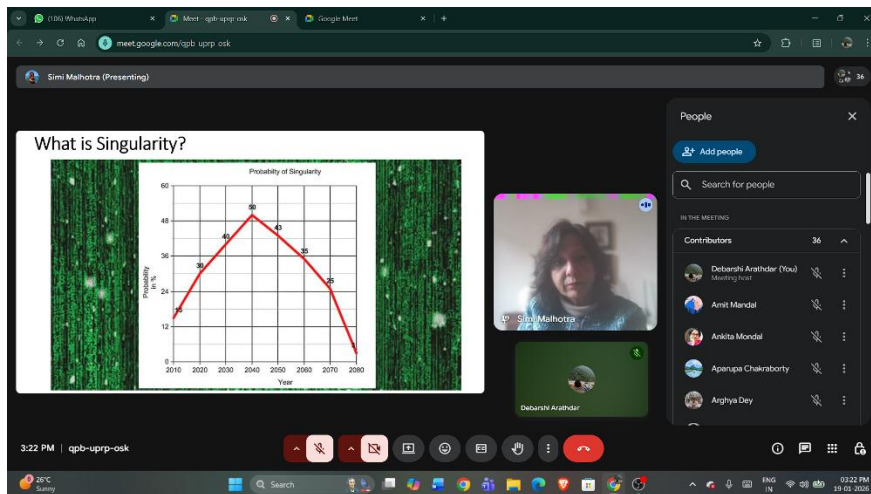 (106) WhatsApp
Meet - qpb-uprp-osk
Google Meet
meet.google.com/qpb-uprp-osk
Simi Malhotra (Presenting)
36
What is Singularity?
Probabilty of Singularity
60
48
36
24
12
0
Probability
In %
15
30
40
50
43
35
25
2010 2020 2030 2040 2050 2060 2070 2080
Year
Simi Malhotra
Debarshi Arathdar
People
Add people
Search for people
IN THE MEETING
Contributors 36
Debarshi Arathdar (You)
Meeting host
Amit Mandal
Ankita Mondal
Aparupa Chakraborty
Arghya Dey
3:22 PM | qpb-uprp-osk
26°C
Sunny
Search
ENG
IN
03:22 PM
19-01-2026